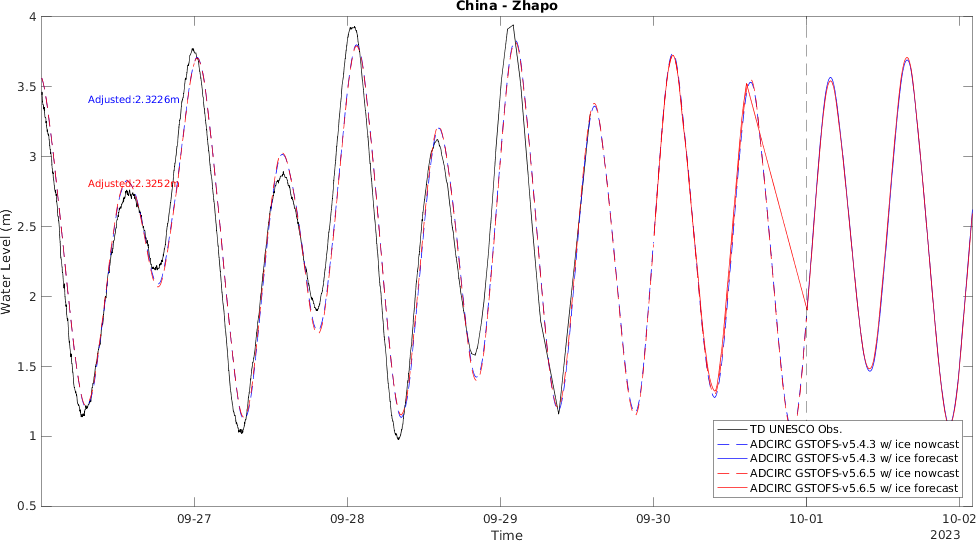 China - Zhapo
4
3.5
3
2.5
2
1.5
1
0.5
Water Level (m)
Adjusted:2.3226m
Adjusted:2.3252m
TD UNESCO Obs.
ADCIRC GSTOFS-v5.4.3 w/ ice nowcast
ADCIRC GSTOFS-v5.4.3 w/ ice forecast
ADCIRC GSTOFS-v5.6.5 w/ ice nowcast
ADCIRC GSTOFS-v5.6.5 w/ ice forecast
09-27 09-28 09-29 09-30 10-01 10-02
Time
2023